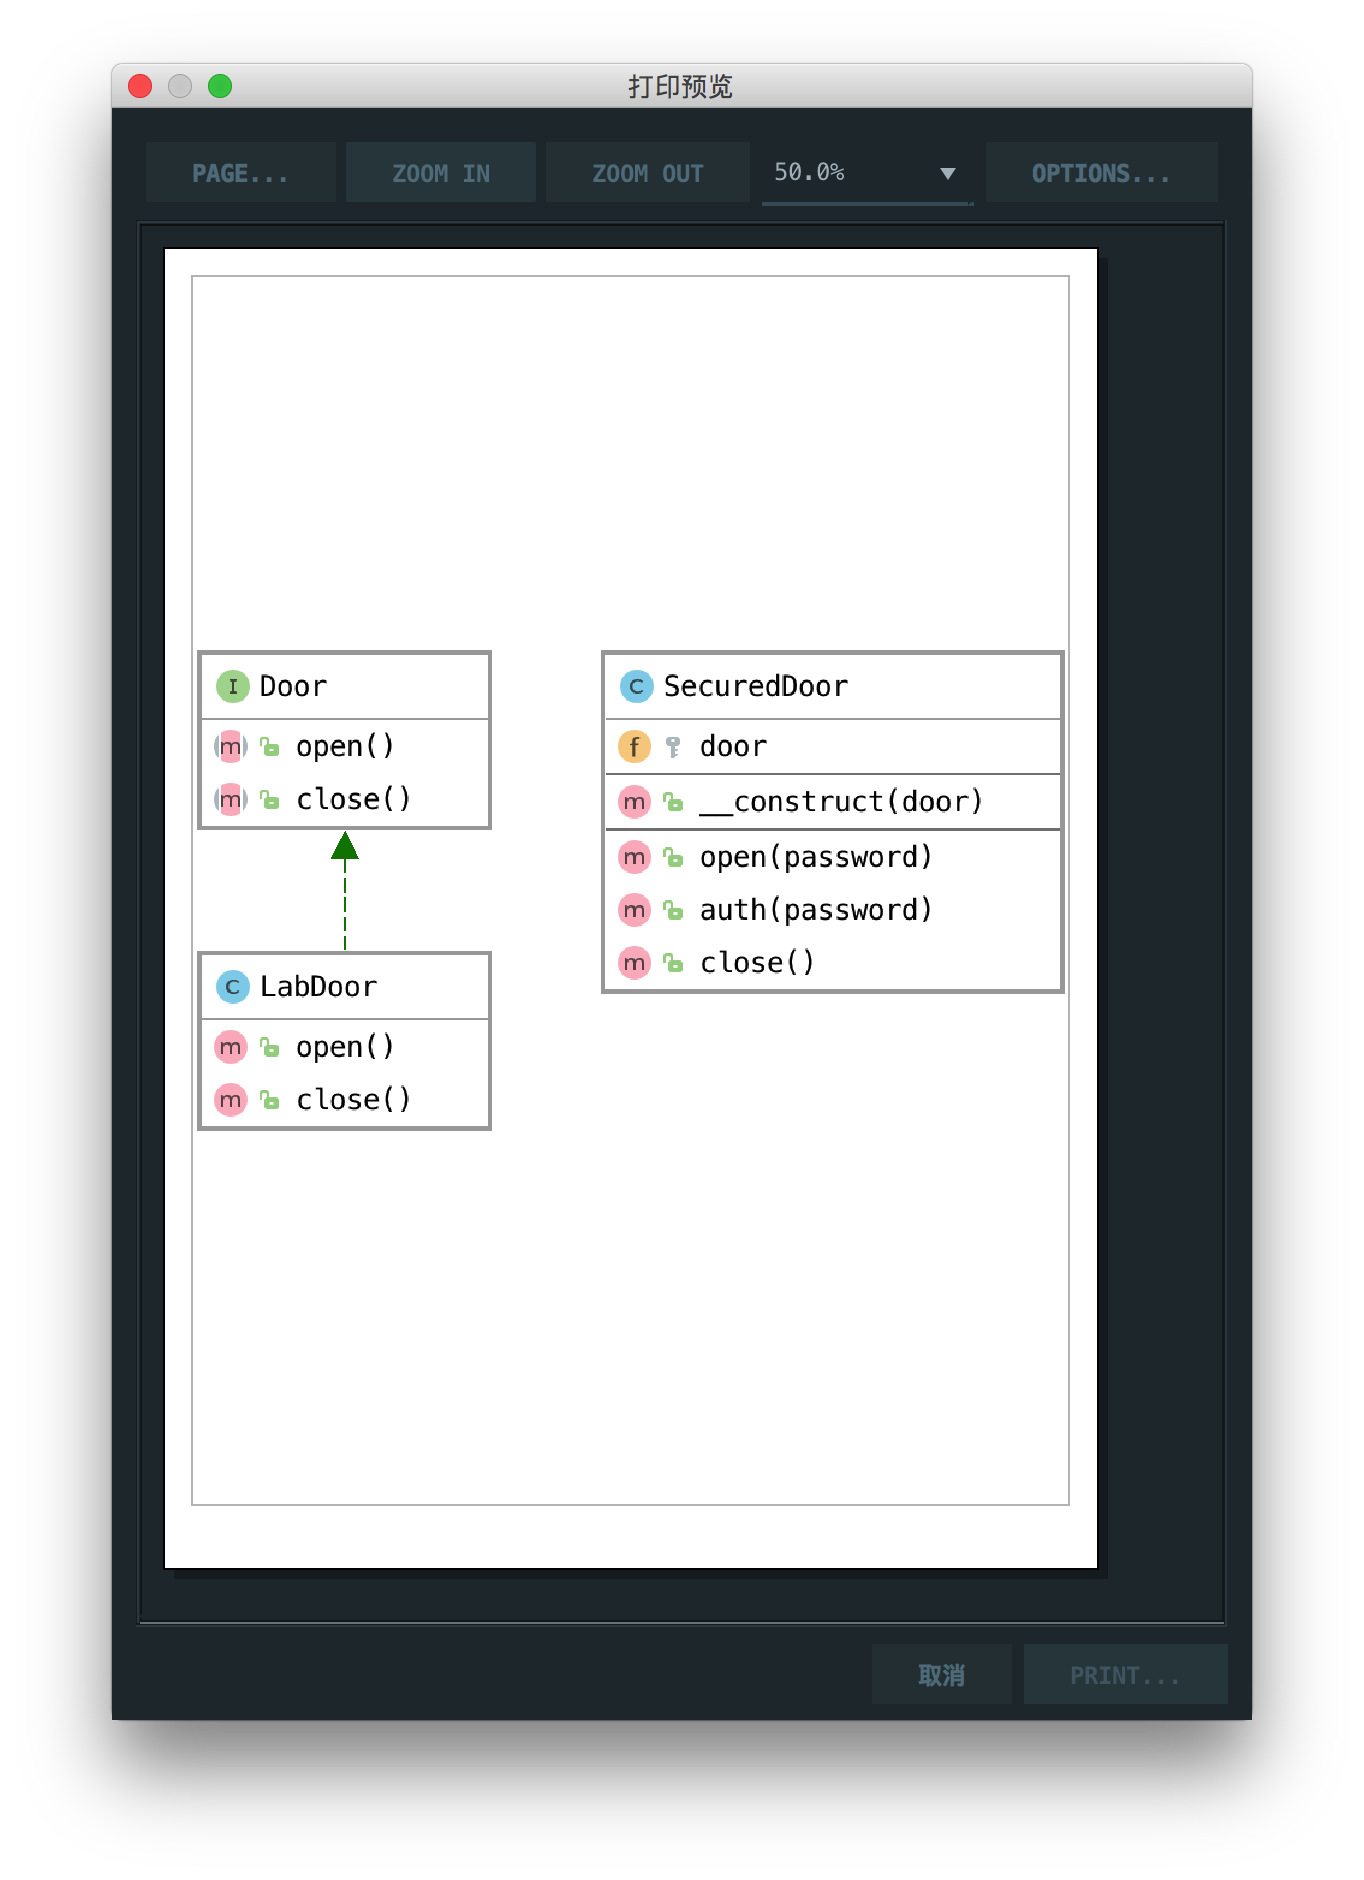 打印预览
PAGE... ZOOM IN ZOOM OUT 50.0% OPTIONS...
I Door
m open()
m close()
C LabDoor
m open()
m close()
C SecuredDoor
f door
m __construct(door)
m open(password)
m auth(password)
m close()
取消 PRINT...